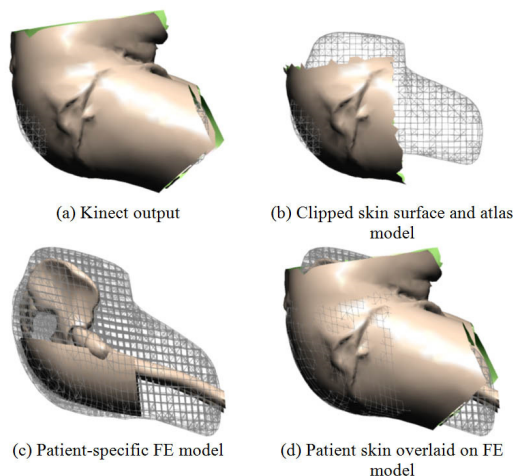 (a) Kinect output
(b) Clipped skin surface and atlas
model
(c) Patient-specific FE model
(d) Patient skin overlaid on FE
model